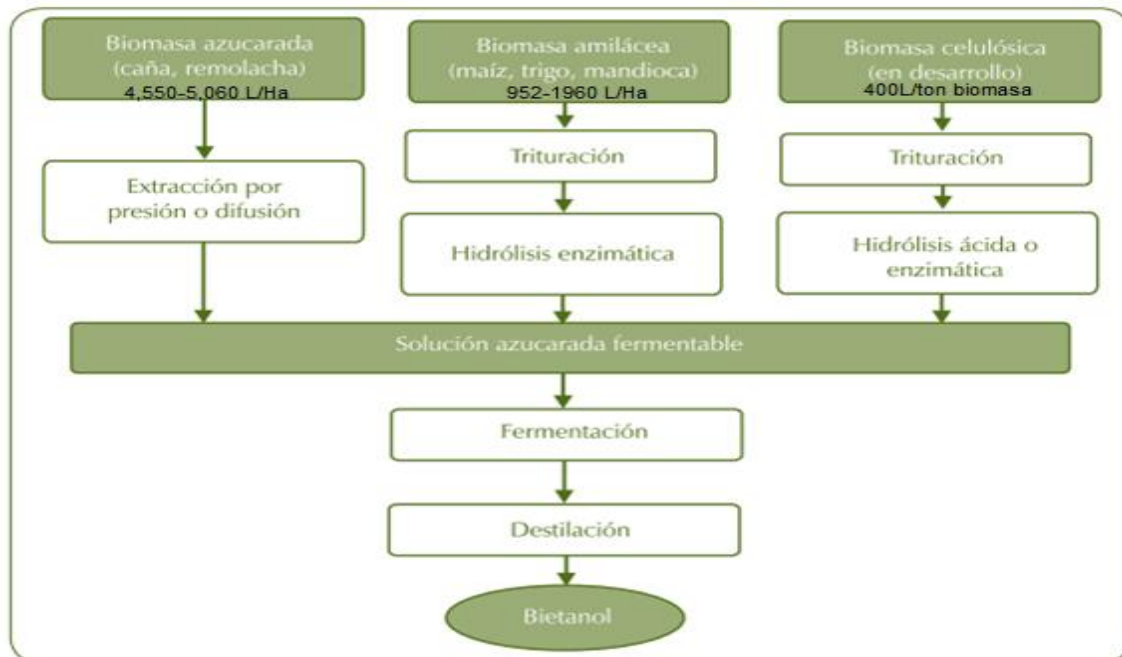 Biomasa azucarada
(caña, remolacha)
4,550-5,060 L/Ha
Biomasa amilácea
(maíz, trigo, mandioca)
952-1960 L/Ha
Biomasa celulósica
(en desarrollo)
400L/ton biomasa
Extracción por
presión o difusión
Trituración
Hidrólisis enzimática
Trituración
Hidrólisis ácida o
enzimática
Solución azucarada fermentable
Fermentación
Destilación
Bietanol